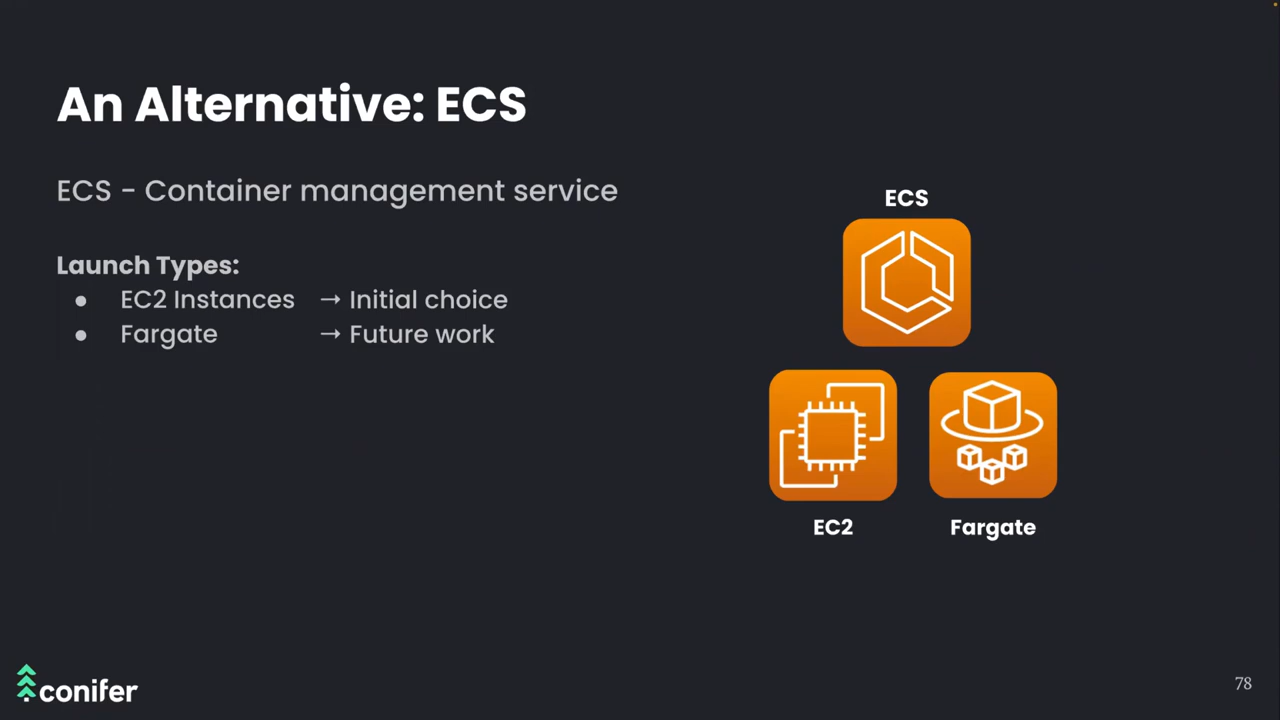 An Alternative: ECS
ECS - Container management service
Launch Types:
● EC2 Instances → Initial choice
● Fargate → Future work
ECS
EC2
Fargate
conifer
78